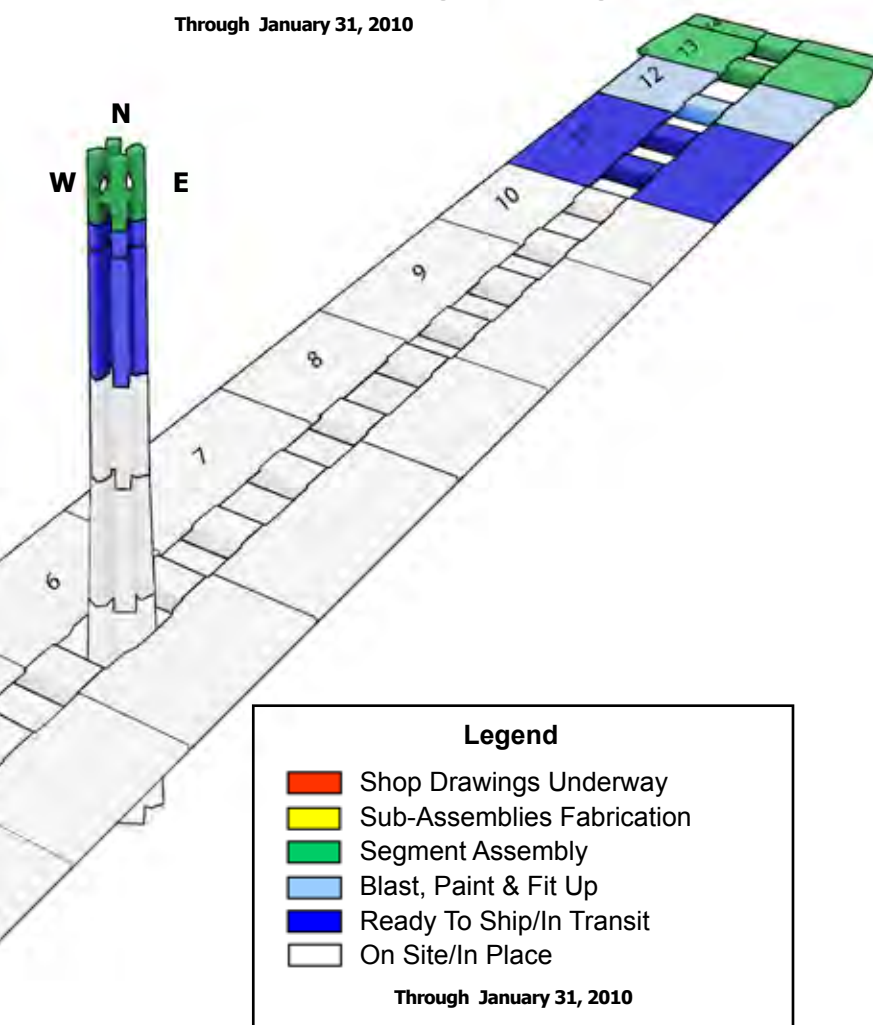 Through January 31, 2010
N
W E
13
12
10
9
8
7
6
Legend
Shop Drawings Underway
Sub-Assemblies Fabrication
Segment Assembly
Blast, Paint & Fit Up
Ready To Ship/In Transit
On Site/In Place
Through January 31, 2010